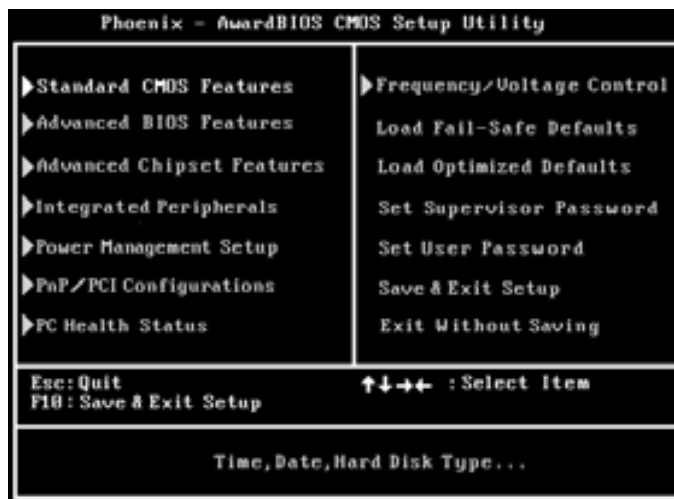 Phoenix - AwardBIOS CMOS Setup Utility
Standard CMOS Features
Advanced BIOS Features
Advanced Chipset Features
Integrated Peripherals
Power Management Setup
PnP/PCI Configurations
PC Health Status
Frequency/Voltage Control
Load Fail-Safe Defaults
Load Optimized Defaults
Set Supervisor Password
Set User Password
Save & Exit Setup
Exit Without Saving
Esc:Quit
F10:Save & Exit Setup
↑↓→← :Select Item
Time,Date,Hard Disk Type...